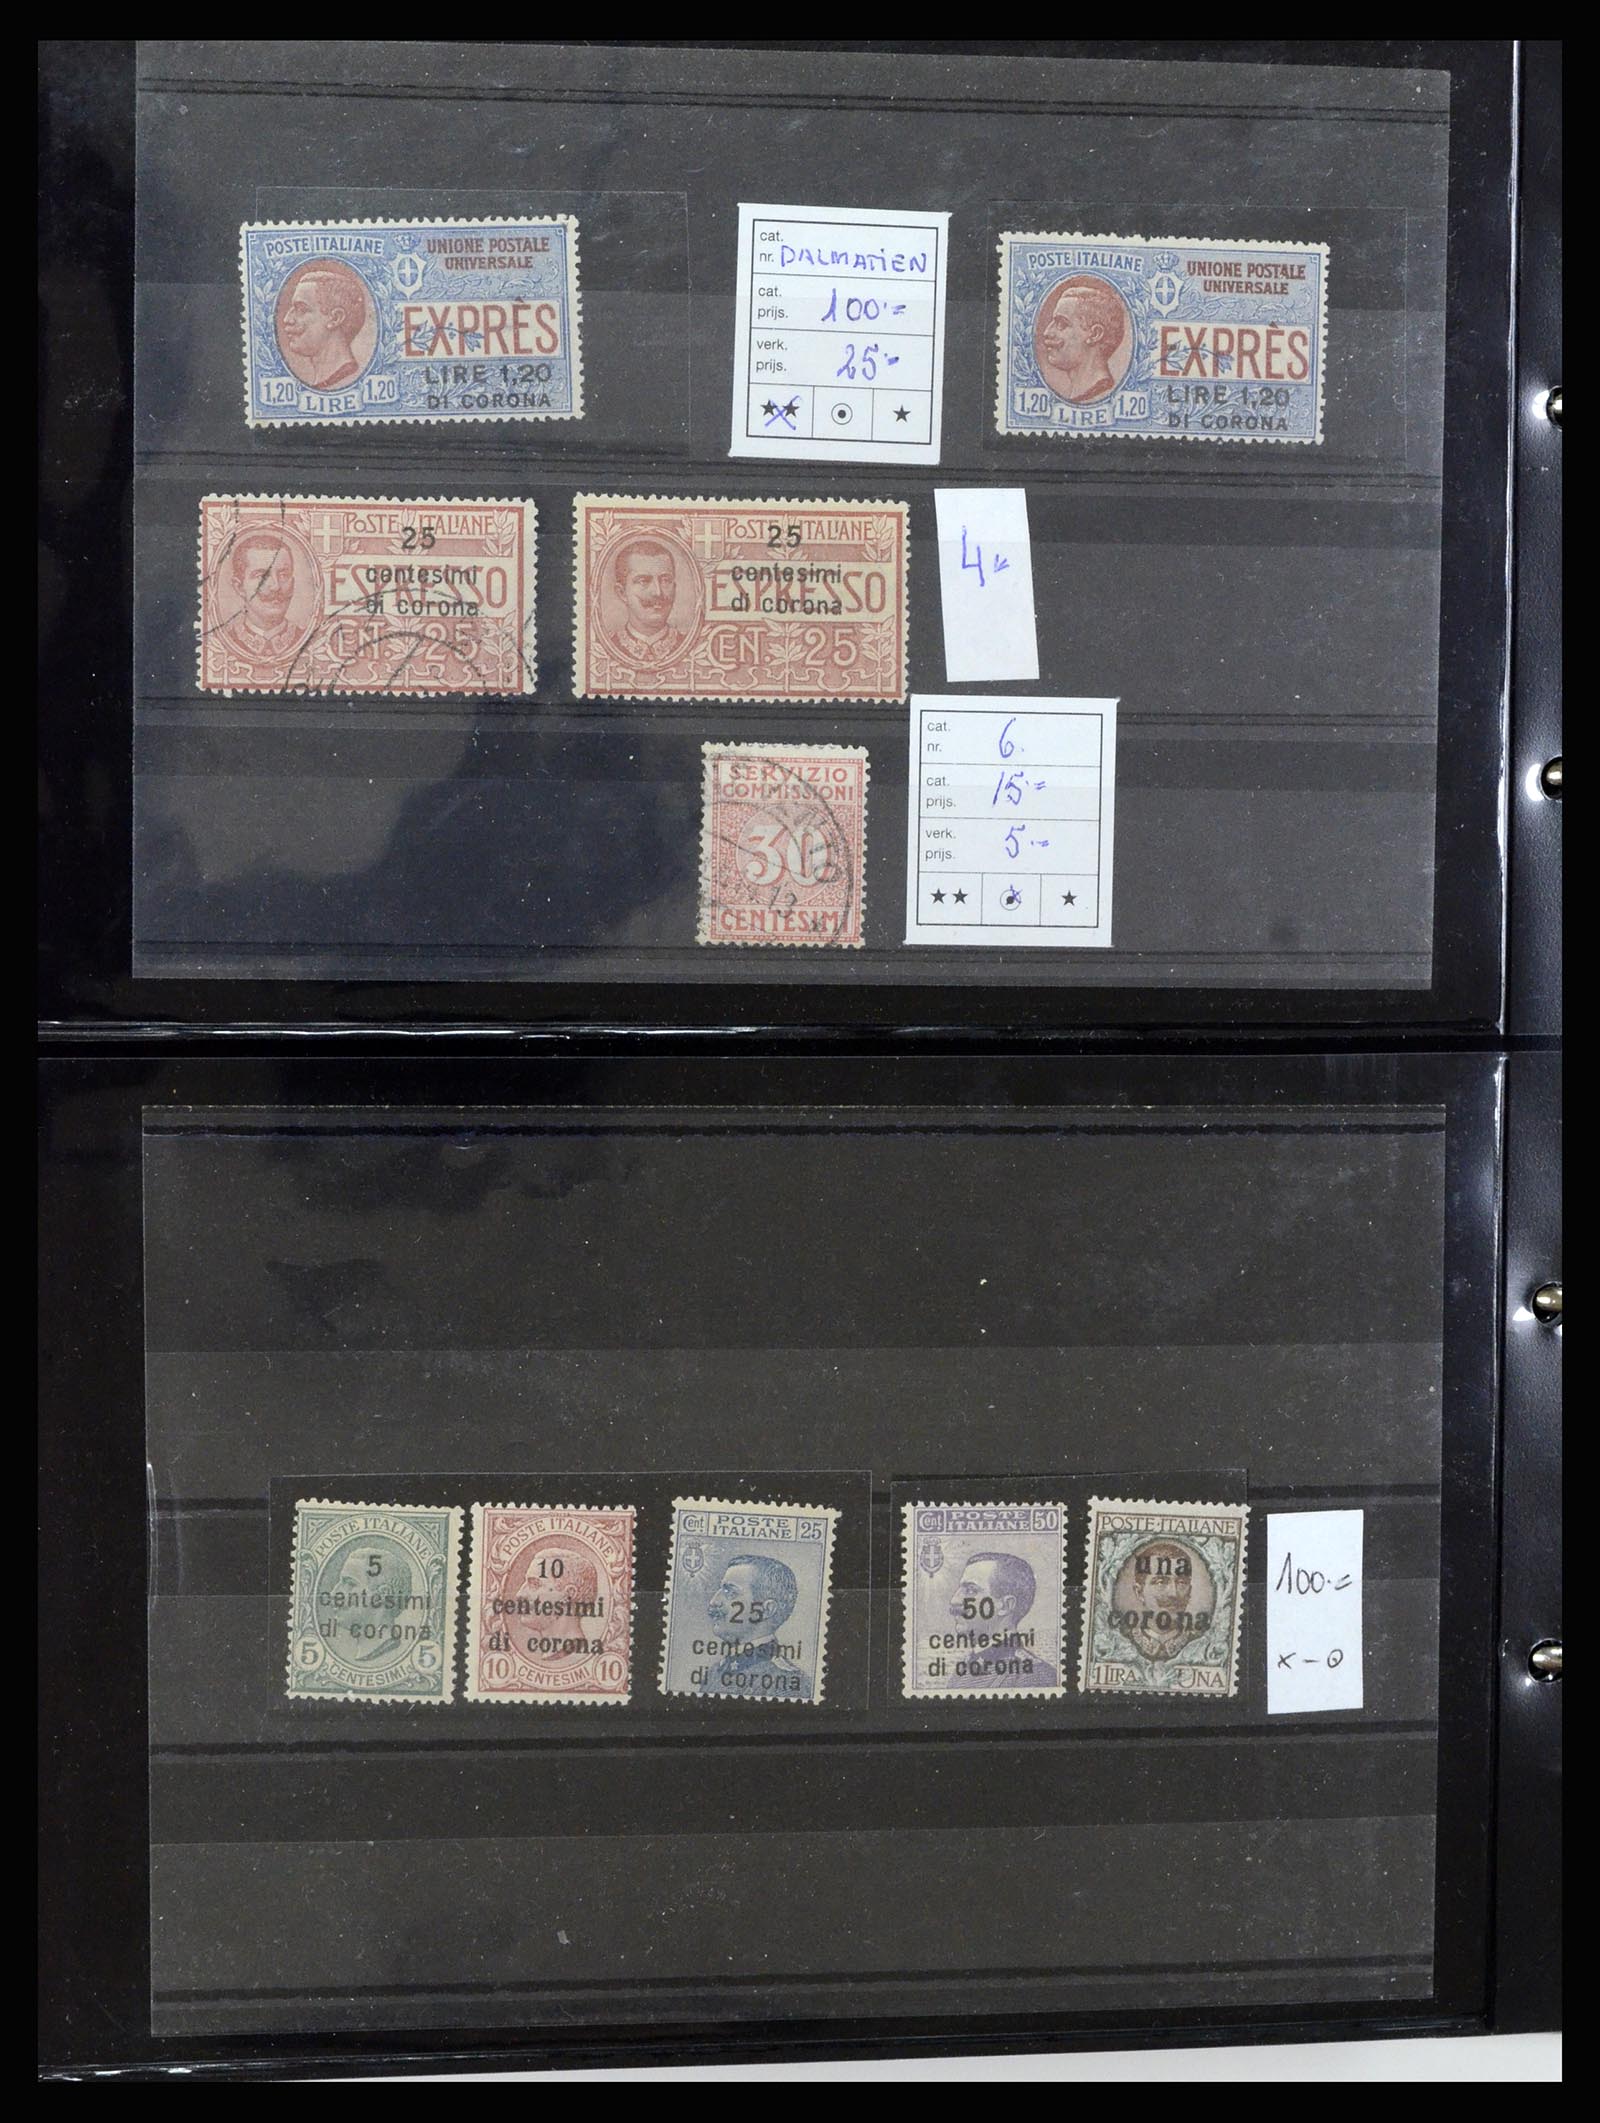 POSTE ITALIANE
UNIONE POSTALE
UNIVERSALE
EXPRÈS
1,20 LIRE 1,20
LIRE 1,20
DI CORONA
cat.
nr. DALMATIEN
cat.
prijs. 100.=
verk.
prijs. 25.-
★★ ★
POSTE ITALIANE
UNIONE POSTALE
UNIVERSALE
EXPRÈS
1,20 LIRE 1,20
LIRE 1,20
DI CORONA
POSTE ITALIANE
25
centesimi
di corona
ESPRESSO
CENT. 25
POSTE ITALIANE
25
centesimi
di corona
ESPRESSO
CENT. 25
4
SERVIZIO
COMMISSIONI
30
CENTESIMI
cat.
nr. 6.
cat.
prijs. 15.=
verk.
prijs. 5.-
★★ ★
POSTE ITALIANE
5
centesimi
di corona
5 CENTESIMI 5
POSTE ITALIANE
10
centesimi
di corona
10 CENTESIMI 10
Cent POSTE
ITALIANE 25
25
centesimi
di corona
Cent POSTE
ITALIANE 50
50
centesimi
di corona
POSTE·ITALIANE
una
corona
1 LIRA UNA
100.=
x-o